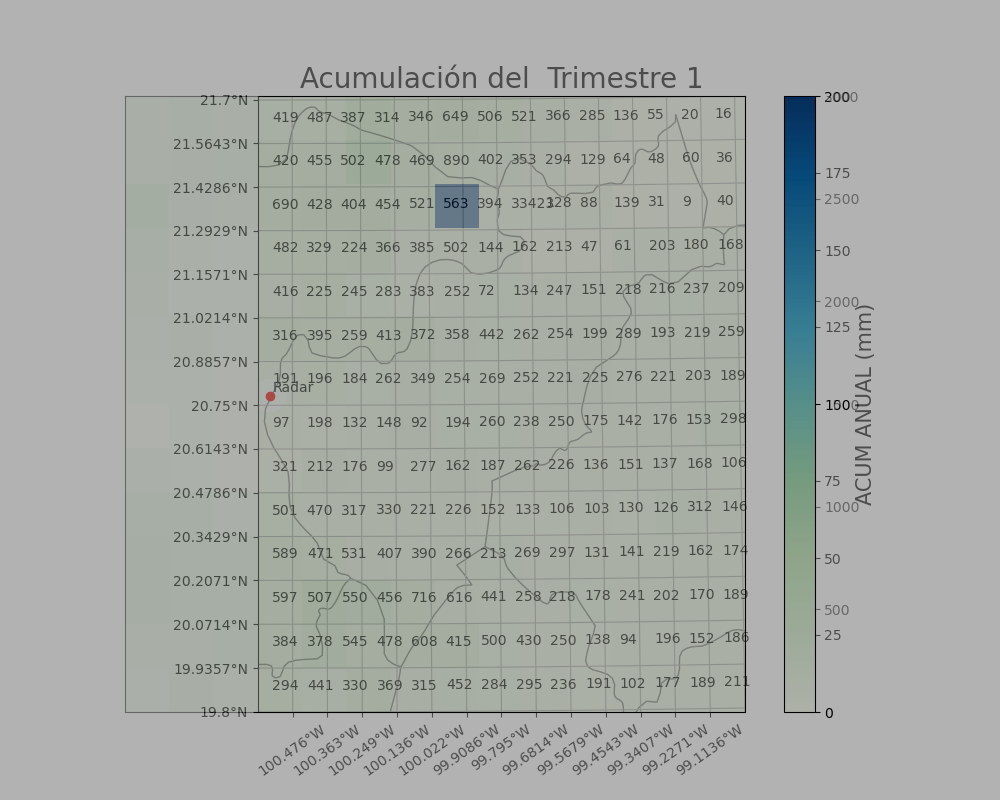 Acumulación del  Trimestre 1
21.7°N
419 487 387 314 346 649 506 521 366 285 136 55 20 16
21.5643°N
420 455 502 478 469 890 402 353 294 129 64 48 60 36
21.4286°N
690 428 404 454 521 563 394 334 128 88 139 31 9 40
21.2929°N
482 329 224 366 385 502 144 162 213 47 61 203 180 168
21.1571°N
416 225 245 283 383 252 72 134 247 151 218 216 237 209
21.0214°N
316 395 259 413 372 358 442 262 254 199 289 193 219 259
20.8857°N
191 196 184 262 349 254 269 252 221 225 276 221 203 189
Radar
20.75°N
97 198 132 148 92 194 260 238 250 175 142 176 153 298
20.6143°N
321 212 176 99 277 162 187 262 226 136 151 137 168 106
20.4786°N
501 470 317 330 221 226 152 133 106 103 130 126 312 146
20.3429°N
589 471 531 407 390 266 213 269 297 131 141 219 162 174
20.2071°N
597 507 550 456 716 616 441 258 218 178 241 202 170 189
20.0714°N
384 378 545 478 608 415 500 430 250 138 94 196 152 186
19.9357°N
294 441 330 369 315 452 284 295 236 191 102 177 189 211
19.8°N
100.476°W 100.363°W 100.249°W 100.136°W 100.022°W 99.9086°W 99.795°W 99.6814°W 99.5679°W 99.4543°W 99.3407°W 99.2271°W 99.1136°W
200
175
2500
150
2000
125
100
75
1000
50
500
25
0
ACUM ANUAL (mm)